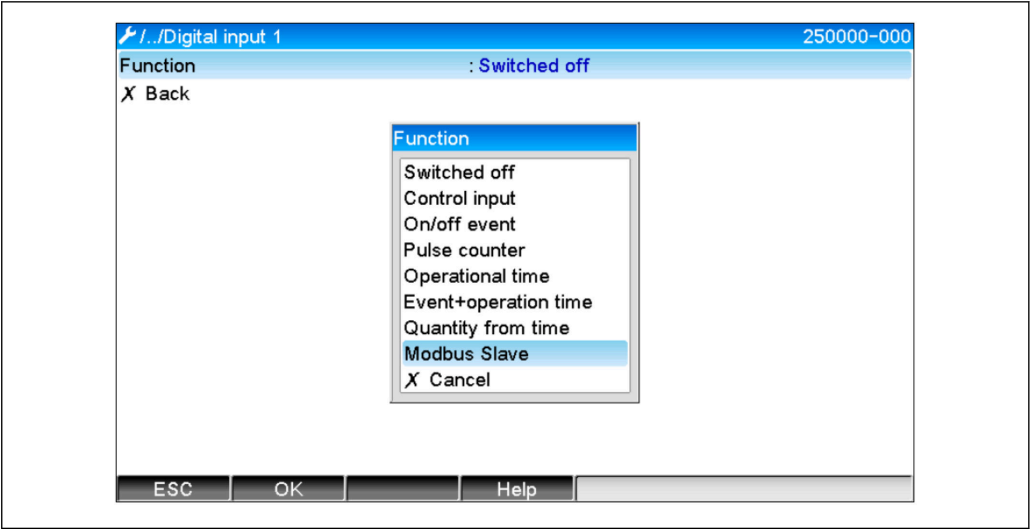 /../Digital input 1 250000-000
Function : Switched off
X Back
Function
Switched off
Control input
On/off event
Pulse counter
Operational time
Event+operation time
Quantity from time
Modbus Slave
X Cancel
ESC OK Help